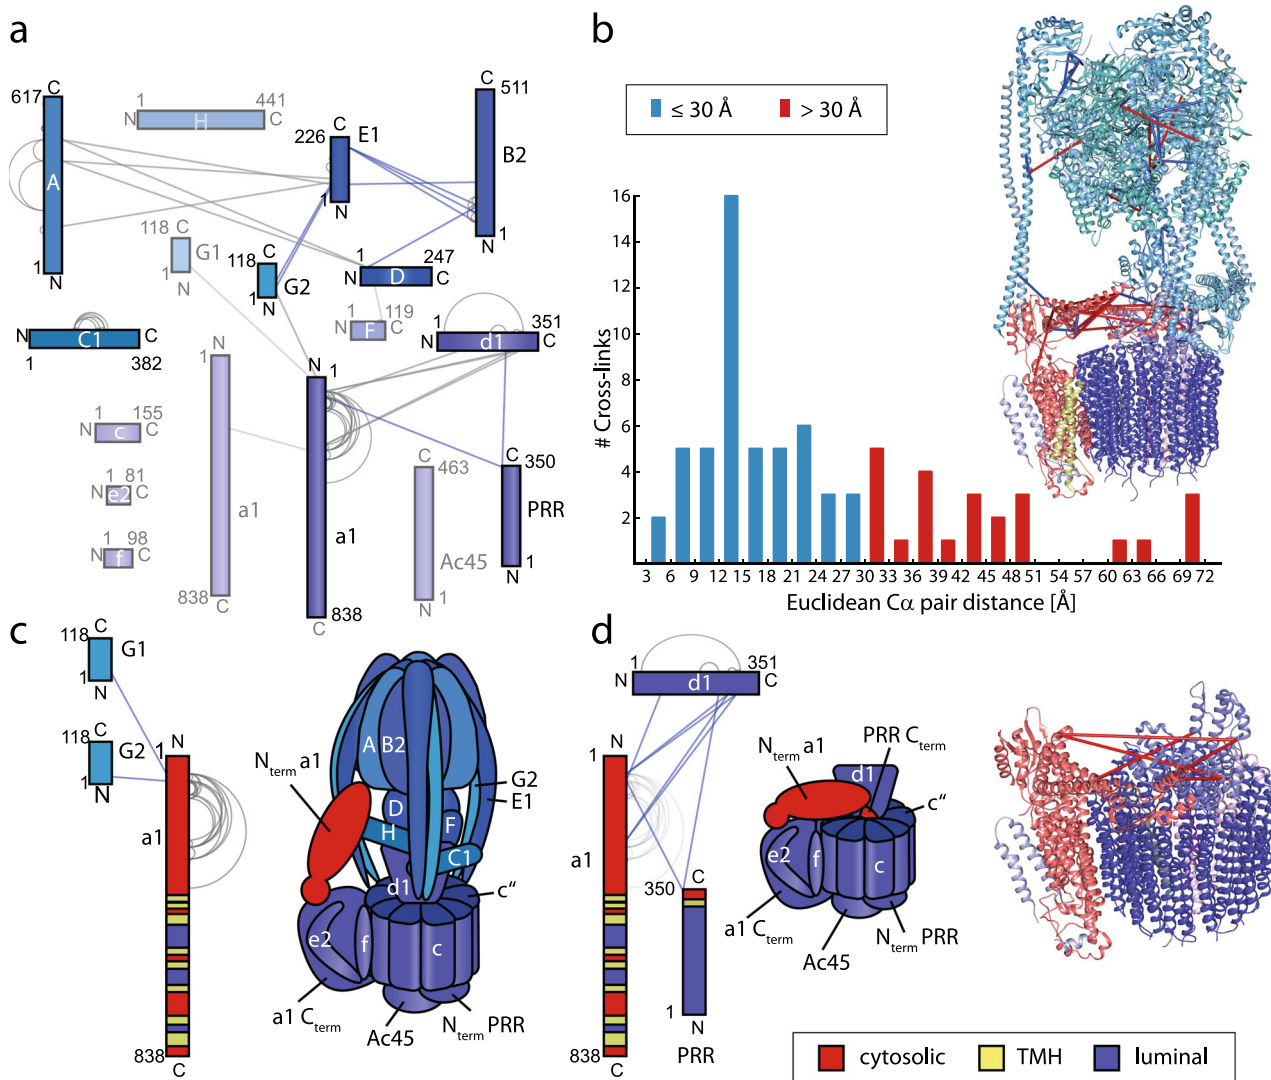 a
C
617
A
1
N
1 441
N H C
C
226 E1
1
N
C
511
B2
1
N
118 C
G1
1
N
118 C
G2
1
N
1 247
N D C
1 119
N F C
1 351
N d1 C
N C1 C
1 382
N
1
a1
838
C
N
1
a1
838
C
1 155
N c C
1 81
N e2 C
1 98
N f C
C
463
Ac45
1
N
C
350
PRR
1
N
b
≤ 30 Å > 30 Å
# Cross-links
16
14
12
10
8
6
4
2
3 6 9 12 15 18 21 24 27 30 33 36 39 42 45 48 51 54 57 60 63 66 69 72
Euclidean Cα pair distance [Å]
c
C
118 G1
1
N
C
118 G2
1
N
N
1
a1
838
C
A B2
Nterm a1
G2
E1
D
H F
C1
d1
c“
e2 f c
a1 Cterm
Ac45
Nterm PRR
d
1 351
N d1 C
N
1
a1
838
C
C
350
1
N
PRR
PRR Cterm
Nterm a1
d1
c“
e2 f c
a1 Cterm
Nterm PRR
Ac45
cytosolic TMH luminal